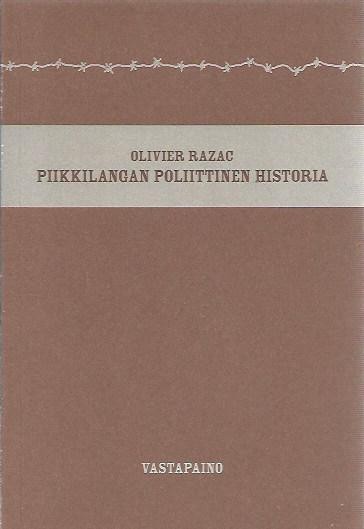 OLIVIER RAZAC
PIIKKILANGAN POLIITTINEN HISTORIA
VASTAPAINO